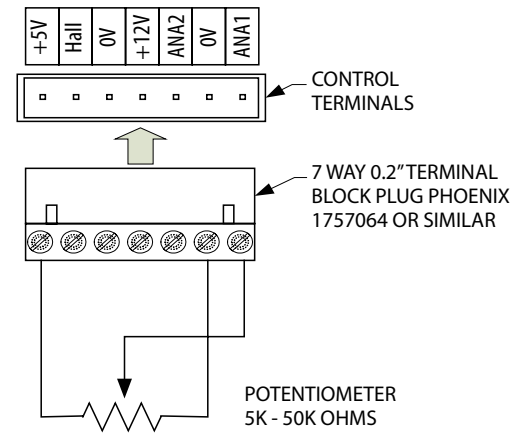 +5V
Hall
0V
+12V
ANA2
0V
ANA1
CONTROL
TERMINALS
7 WAY 0.2” TERMINAL
BLOCK PLUG PHOENIX
1757064 OR SIMILAR
POTENTIOMETER
5K - 50K OHMS